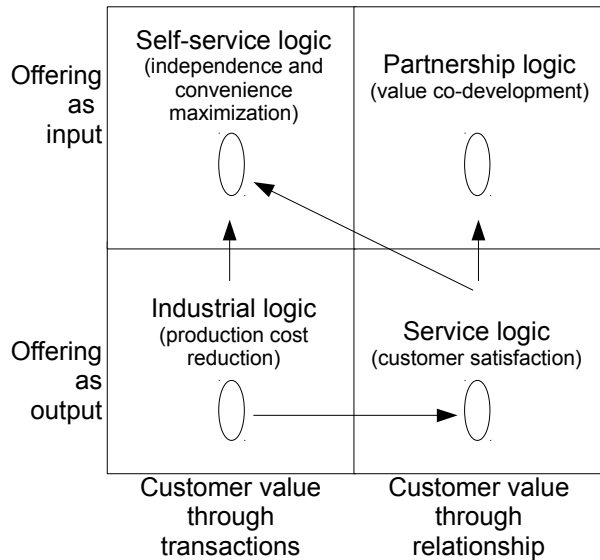 Offering
as
input
Self-service logic
(independence and
convenience
maximization)
Partnership logic
(value co-development)
Offering
as
output
Industrial logic
(production cost
reduction)
Service logic
(customer satisfaction)
Customer value
through
transactions
Customer value
through
relationship